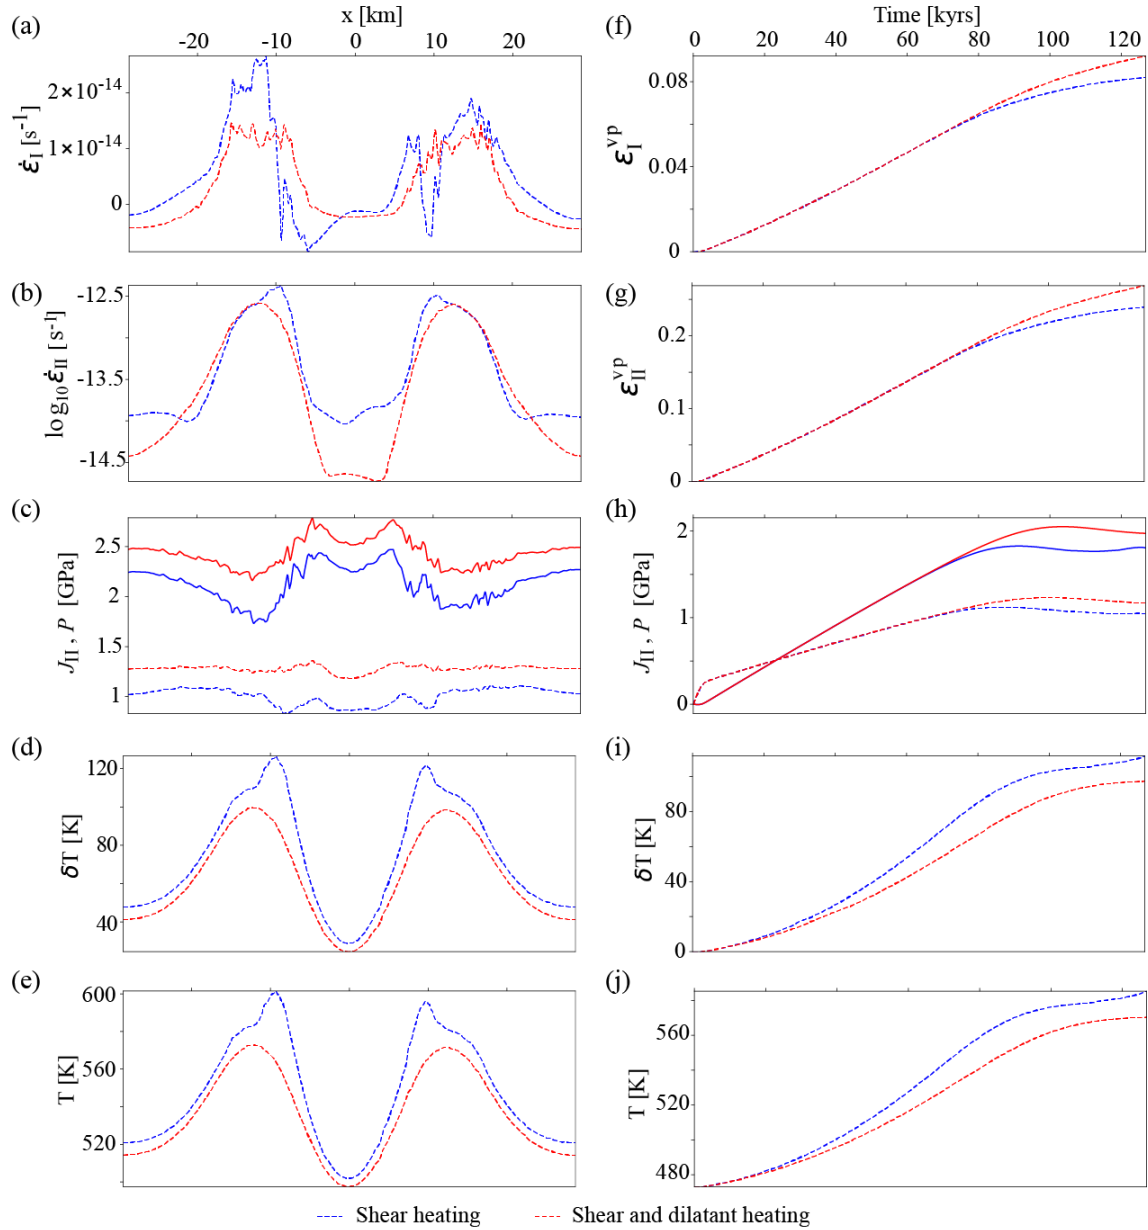 (a)
x [km]
-20 -10 0 10 20
2×10⁻¹⁴
1×10⁻¹⁴
0
ε̇_I [s⁻¹]
(b)
-12.5
-13.5
-14.5
log₁₀ ε̇_II [s⁻¹]
(c)
2.5
2
1.5
1
J_II , P [GPa]
(d)
120
80
40
δT [K]
(e)
600
560
520
T [K]
(f)
Time [kyrs]
0 20 40 60 80 100 120
0.08
0.04
0
ε_I^vp
(g)
0.2
0.1
0
ε_II^vp
(h)
2
1
0
J_II , P [GPa]
(i)
80
40
0
δT [K]
(j)
560
520
480
T [K]
Shear heating
Shear and dilatant heating